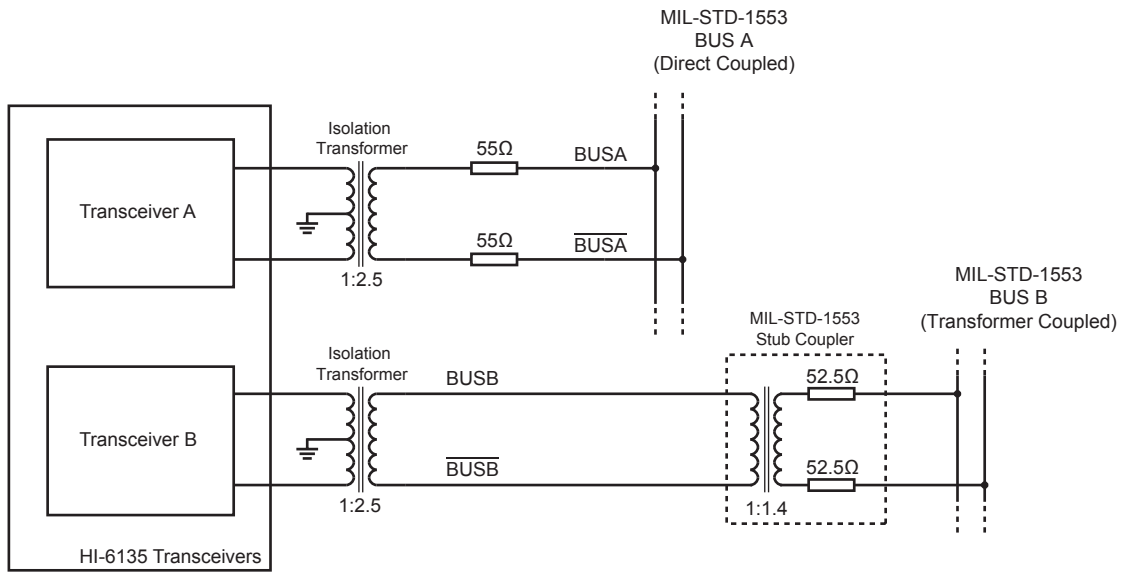 MIL-STD-1553
BUS A
(Direct Coupled)
Isolation
Transformer
55Ω
BUSA
Transceiver A
55Ω
B̅U̅S̅A̅
1:2.5
MIL-STD-1553
BUS B
(Transformer Coupled)
MIL-STD-1553
Stub Coupler
Isolation
Transformer
BUSB
52.5Ω
Transceiver B
B̅U̅S̅B̅
52.5Ω
1:2.5
1:1.4
HI-6135 Transceivers